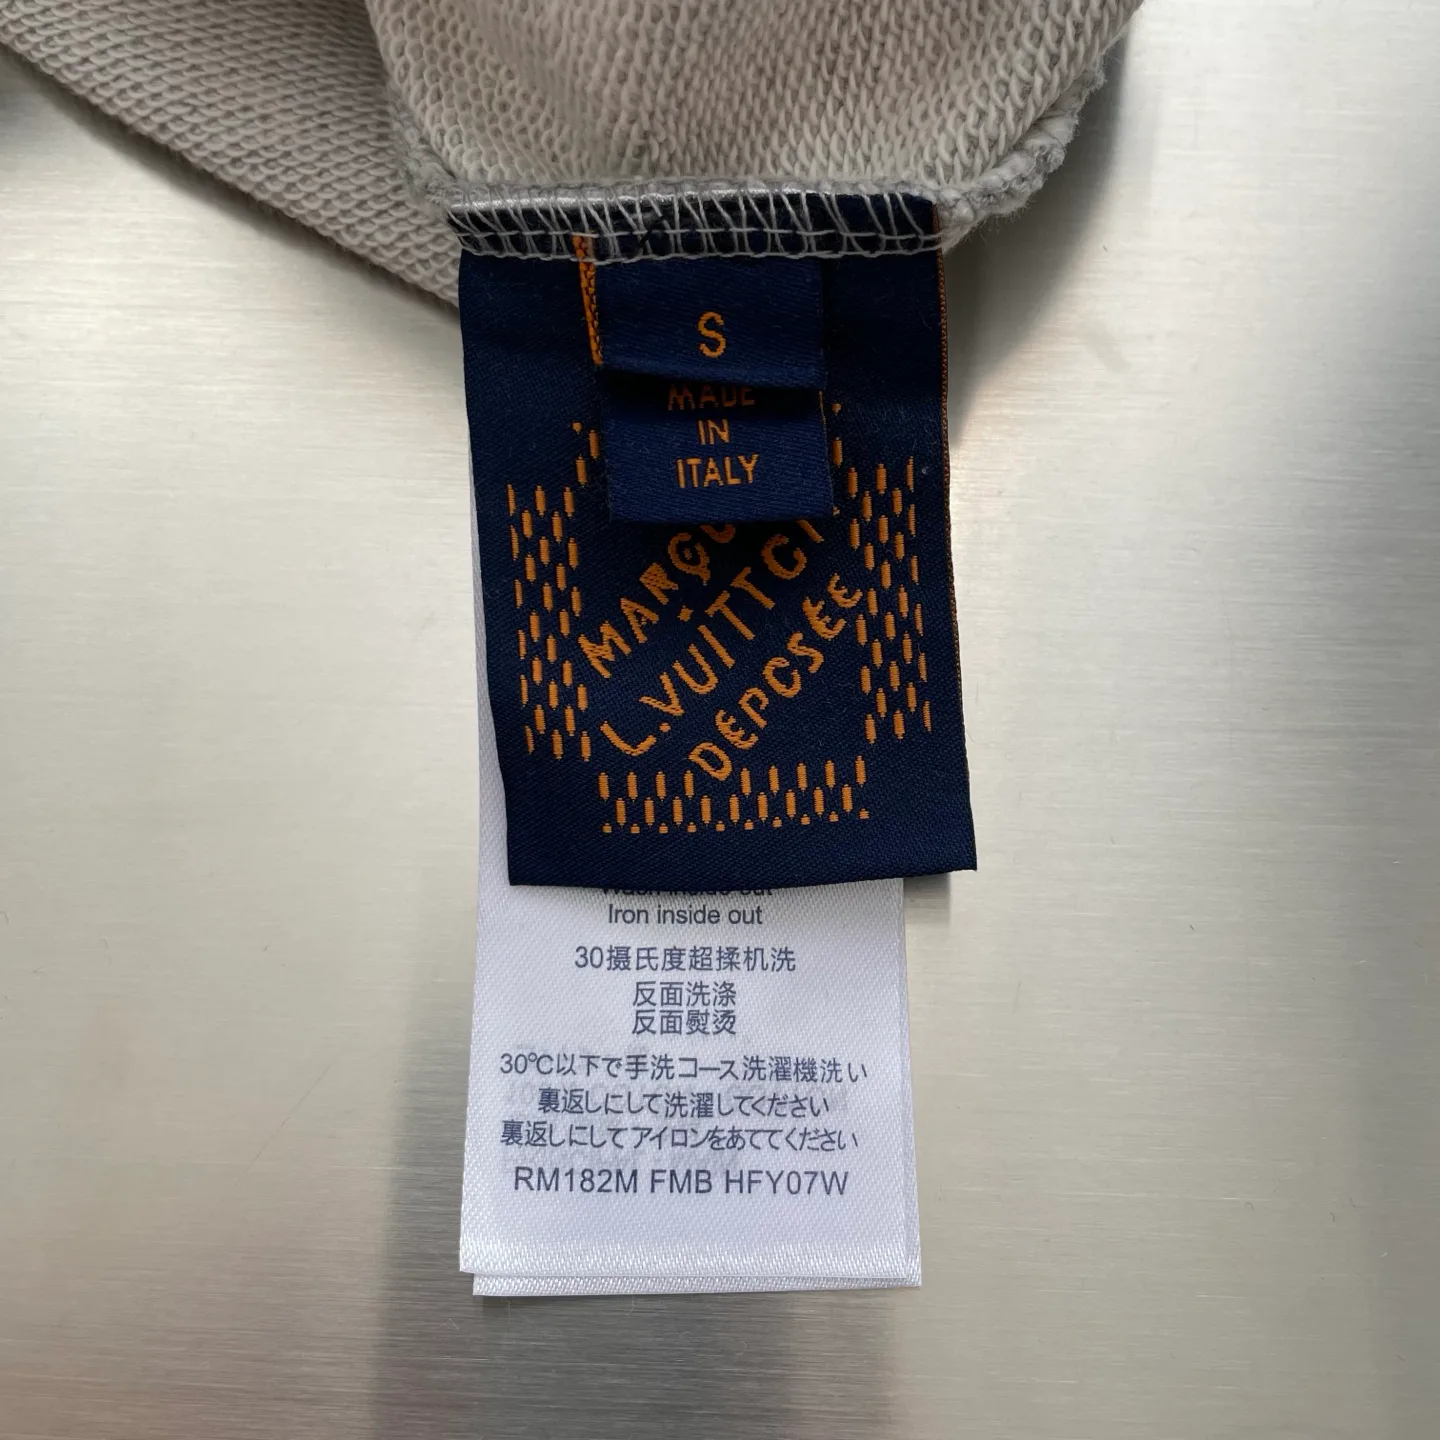 S
MADE
IN
ITALY
L.VUITTON
DEPOSÉE
Iron inside out
30摄氏度超揉机洗
反面洗涤
反面熨烫
30℃以下で手洗コース洗濯機洗い
裏返しにして洗濯してください
裏返しにしてアイロンをあててください
RM182M FMB HFY07W